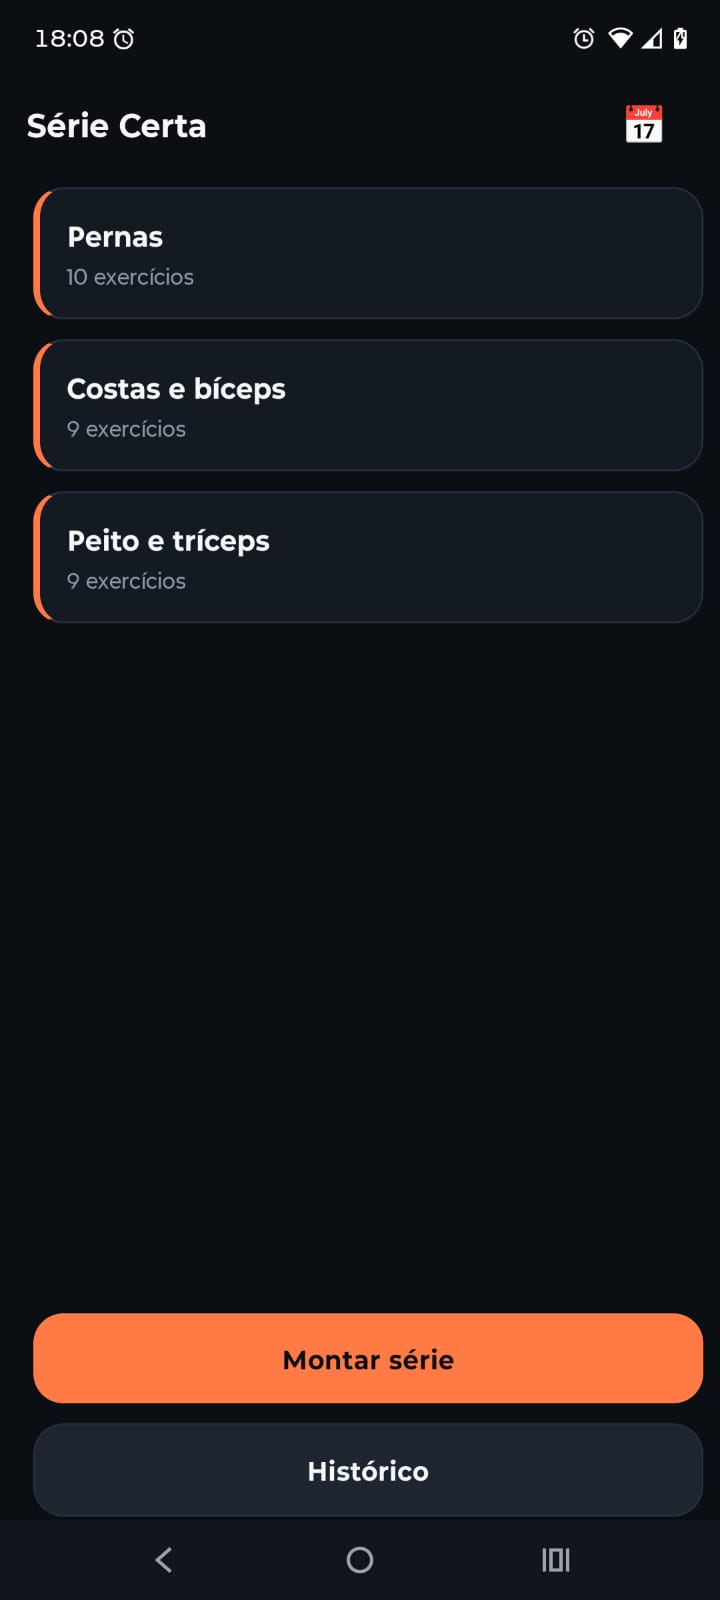 18:08
Série Certa
July
17
Pernas
10 exercícios
Costas e bíceps
9 exercícios
Peito e tríceps
9 exercícios
Montar série
Histórico